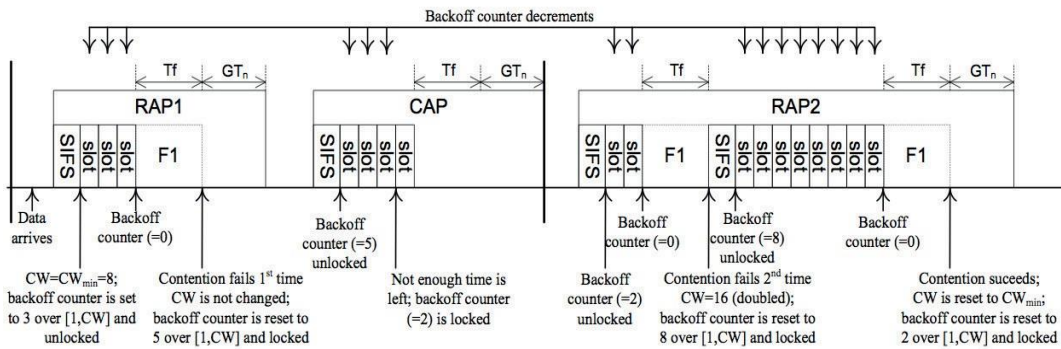 Backoff counter decrements
Tf
GTn
Tf
GTn
Tf
Tf
GTn
RAP1
CAP
RAP2
SIFS
slot
slot
slot
F1
SIFS
slot
slot
slot
SIFS
slot
slot
F1
SIFS
slot
slot
slot
slot
slot
slot
slot
slot
F1
Data
arrives
Backoff
counter (=0)
Backoff
counter (=5)
unlocked
Backoff
counter (=0)
Backoff
counter (=8)
unlocked
Backoff
counter (=0)
CW=CWmin=8;
backoff counter is set
to 3 over [1,CW] and
unlocked
Contention fails 1st time
CW is not changed;
backoff counter is reset to
5 over [1,CW] and locked
Not enough time is
left; backoff counter
(=2) is locked
Backoff
counter (=2)
unlocked
Contention fails 2nd time
CW=16 (doubled);
backoff counter is reset to
8 over [1,CW] and locked
Contention suceeds;
CW is reset to CWmin;
backoff counter is reset to
2 over [1,CW] and locked